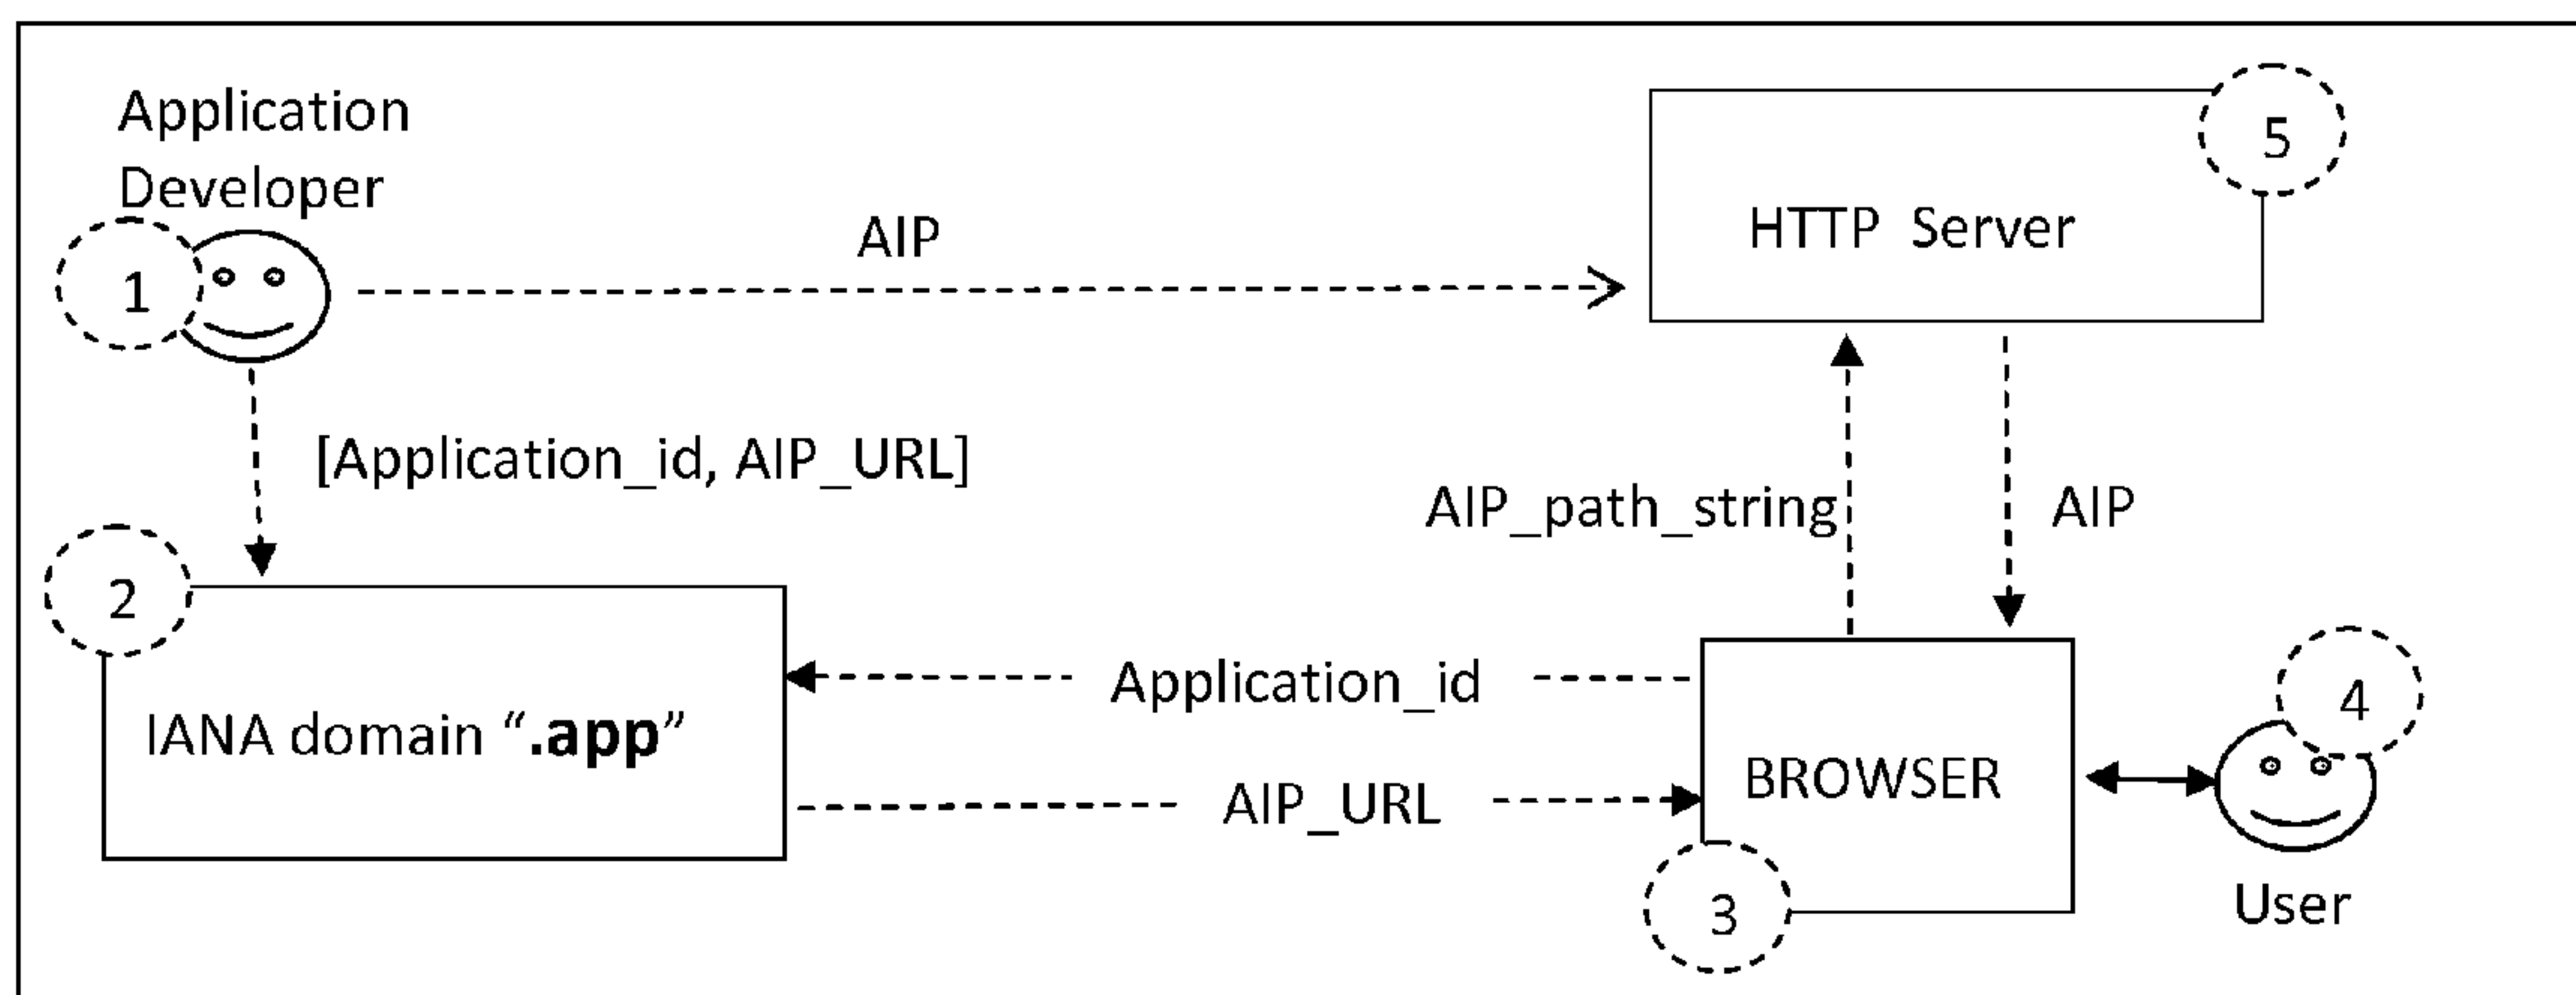 Application
Developer
1
AIP
HTTP Server
5
[Application_id, AIP_URL]
AIP_path_string
AIP
2
IANA domain “.app”
Application_id
AIP_URL
BROWSER
3
4
User